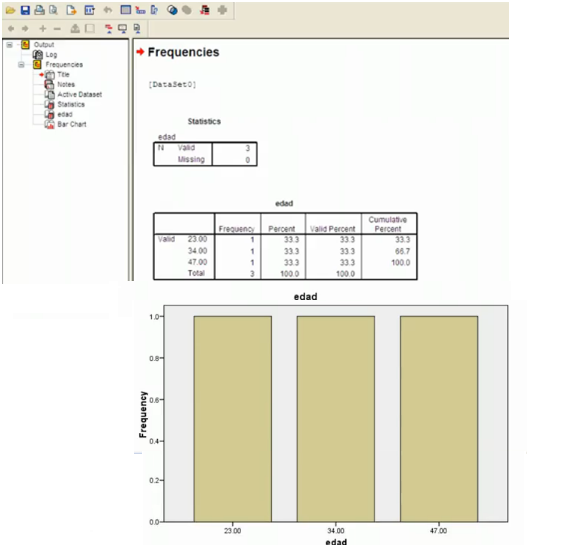 Output
Log
Frequencies
Title
Notes
Active Dataset
Statistics
edad
Bar Chart
Frequencies
[DataSet0]
Statistics
edad
N Valid 3
Missing 0
edad
Frequency Percent Valid Percent Cumulative Percent
Valid 23.00 1 33.3 33.3 33.3
34.00 1 33.3 33.3 66.7
47.00 1 33.3 33.3 100.0
Total 3 100.0 100.0
edad
Frequency
1.0
0.8
0.6
0.4
0.2
0.0
23.00 34.00 47.00
edad